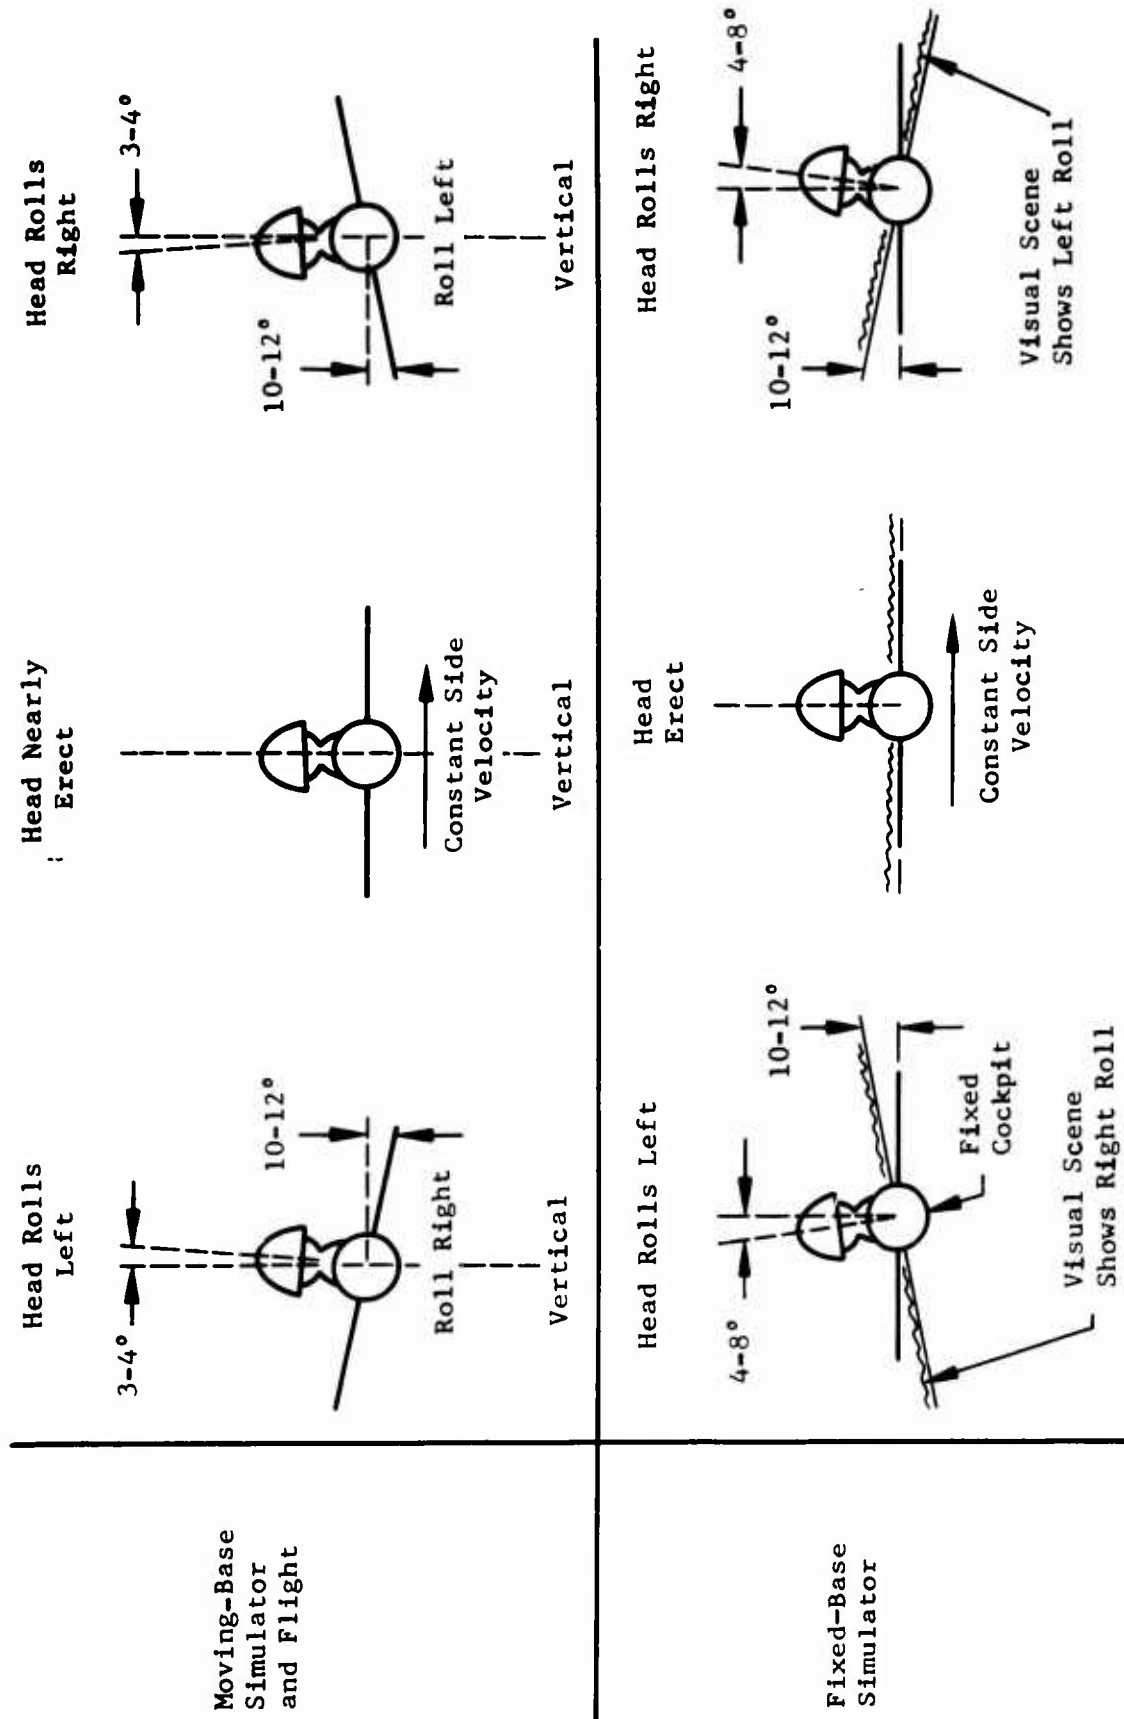 Moving-Base
Simulator
and Flight
Head Rolls
Left
3-4°
10-12°
Roll Right
Vertical
Head Nearly
Erect
Constant Side
Velocity
Vertical
Head Rolls
Right
3-4°
10-12°
Roll Left
Vertical
Fixed-Base
Simulator
Head Rolls Left
4-8°
10-12°
Fixed
Cockpit
Visual Scene
Shows Right Roll
Head
Erect
Constant Side
Velocity
Head Rolls Right
4-8°
10-12°
Visual Scene
Shows Left Roll